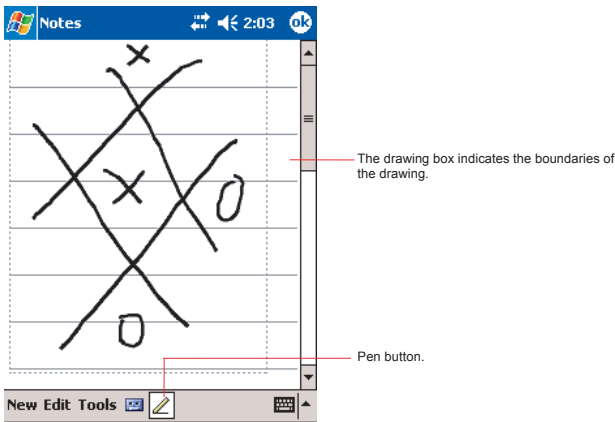 Notes 2:03 ok
X
X O
O
The drawing box indicates the boundaries of
the drawing.
Pen button.
New Edit Tools